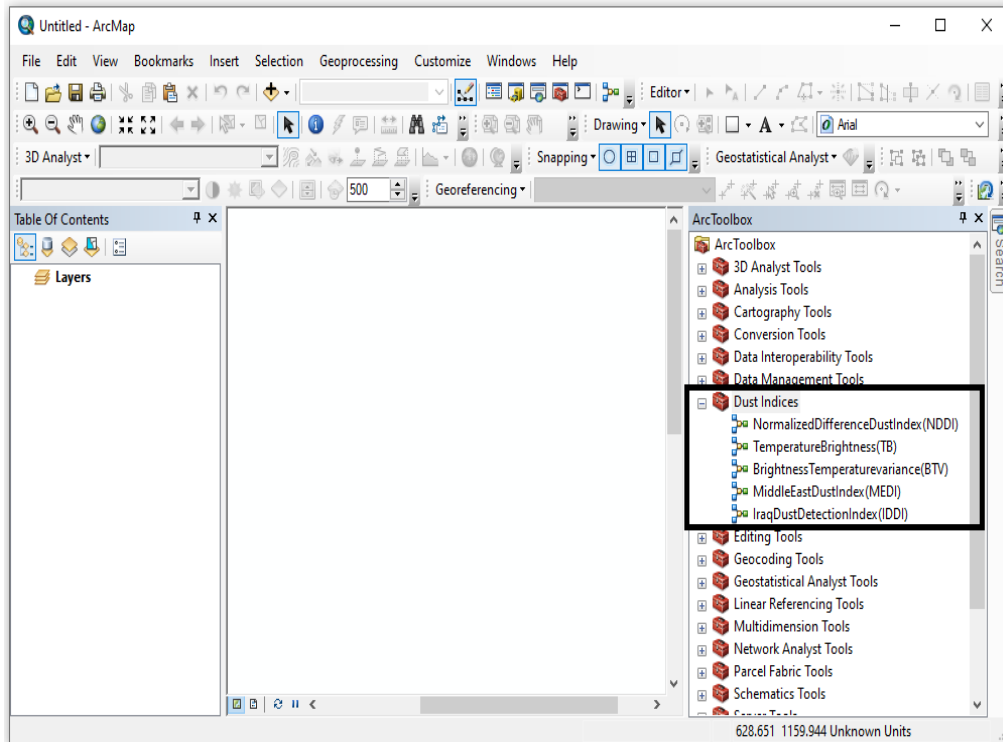 Untitled - ArcMap
File Edit View Bookmarks Insert Selection Geoprocessing Customize Windows Help
Editor
Drawing A Arial
3D Analyst Snapping Geostatistical Analyst
500 Georeferencing
Table Of Contents
Layers
ArcToolbox
ArcToolbox
3D Analyst Tools
Analysis Tools
Cartography Tools
Conversion Tools
Data Interoperability Tools
Data Management Tools
Dust Indices
NormalizedDifferenceDustIndex(NDDI)
TemperatureBrightness(TB)
BrightnessTemperaturevariance(BTV)
MiddleEastDustIndex(MEDI)
IraqDustDetectionIndex(IDDI)
Editing Tools
Geocoding Tools
Geostatistical Analyst Tools
Linear Referencing Tools
Multidimension Tools
Network Analyst Tools
Parcel Fabric Tools
Schematics Tools
Server Tools
Search
628.651 1159.944 Unknown Units